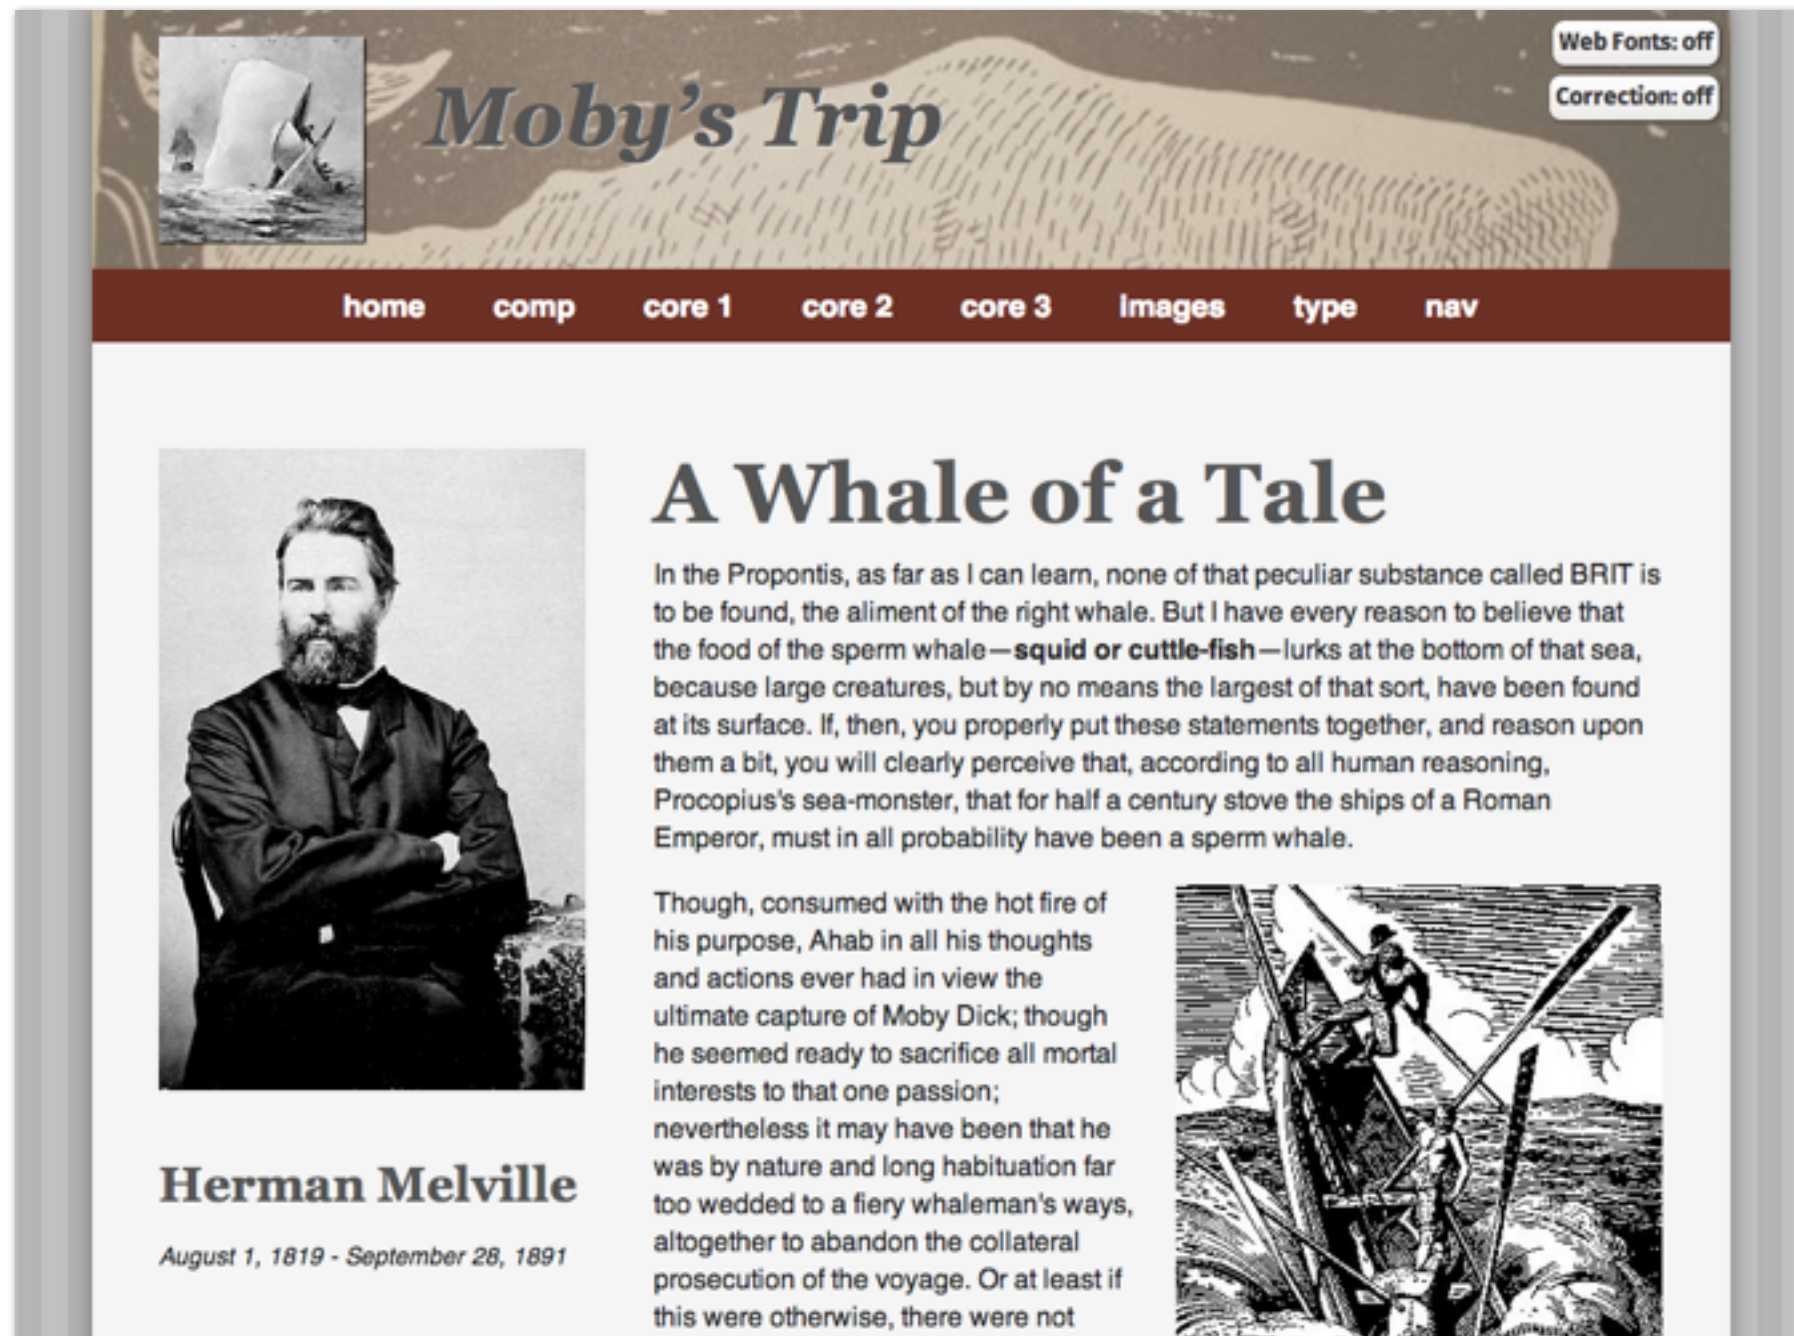 Web Fonts: off
Correction: off
Moby’s Trip
home comp core 1 core 2 core 3 images type nav
A Whale of a Tale
In the Propontis, as far as I can learn, none of that peculiar substance called BRIT is
to be found, the aliment of the right whale. But I have every reason to believe that
the food of the sperm whale—squid or cuttle-fish—lurks at the bottom of that sea,
because large creatures, but by no means the largest of that sort, have been found
at its surface. If, then, you properly put these statements together, and reason upon
them a bit, you will clearly perceive that, according to all human reasoning,
Procopius's sea-monster, that for half a century stove the ships of a Roman
Emperor, must in all probability have been a sperm whale.
Though, consumed with the hot fire of
his purpose, Ahab in all his thoughts
and actions ever had in view the
ultimate capture of Moby Dick; though
he seemed ready to sacrifice all mortal
interests to that one passion;
nevertheless it may have been that he
was by nature and long habituation far
too wedded to a fiery whaleman's ways,
altogether to abandon the collateral
prosecution of the voyage. Or at least if
this were otherwise, there were not
Herman Melville
August 1, 1819 - September 28, 1891